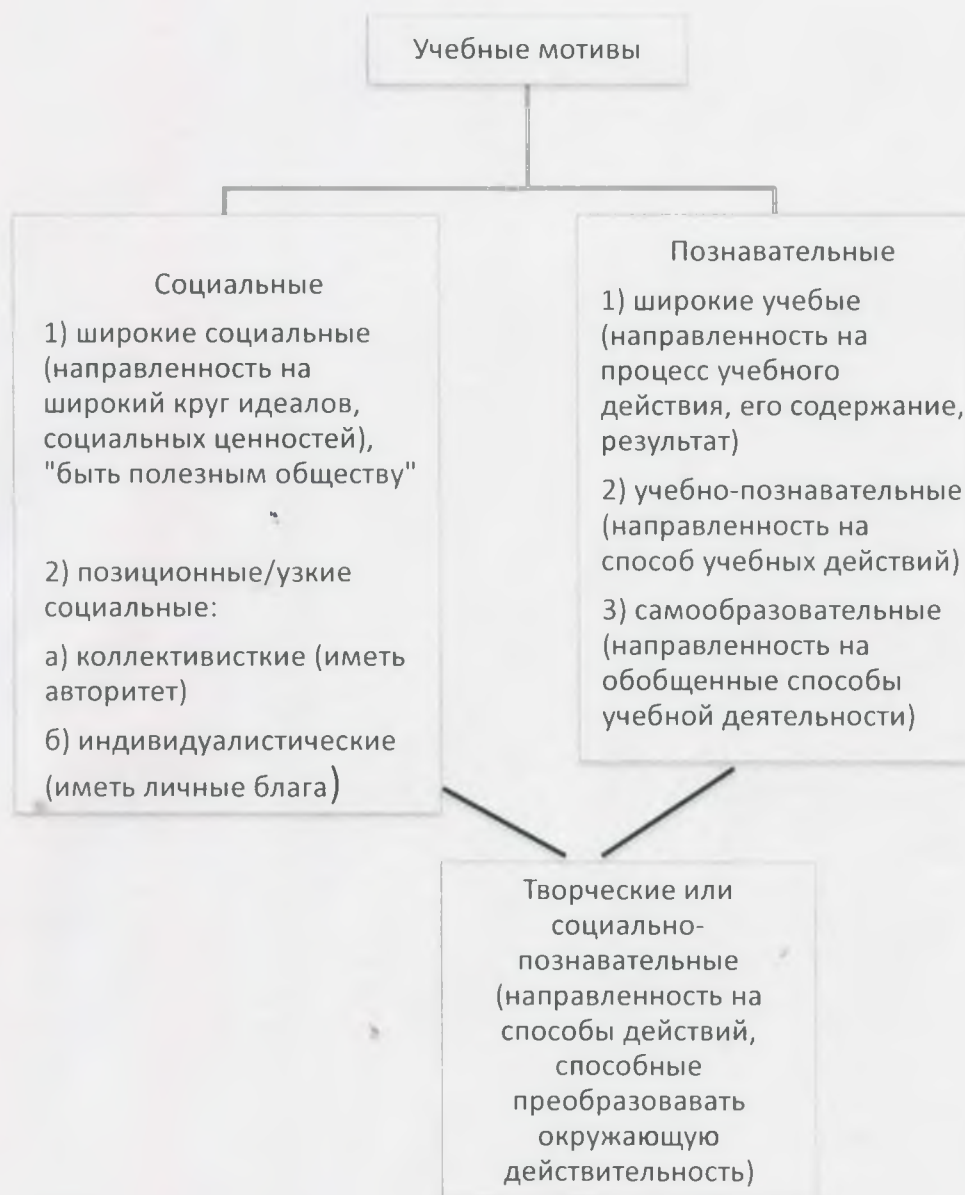 Учебные мотивы
Социальные
1) широкие социальные
(направленность на
широкий круг идеалов,
социальных ценностей),
"быть полезным обществу"
2) позиционные/узкие
социальные:
а) коллективисткие (иметь
авторитет)
б) индивидуалистические
(иметь личные блага)
Познавательные
1) широкие учебые
(направленность на
процесс учебного
действия, его содержание,
результат)
2) учебно-познавательные
(направленность на
способ учебных действий)
3) самообразовательные
(направленность на
обобщенные способы
учебной деятельности)
Творческие или
социально-
познавательные
(направленность на
способы действий,
способные
преобразовавать
окружающую
действительность)